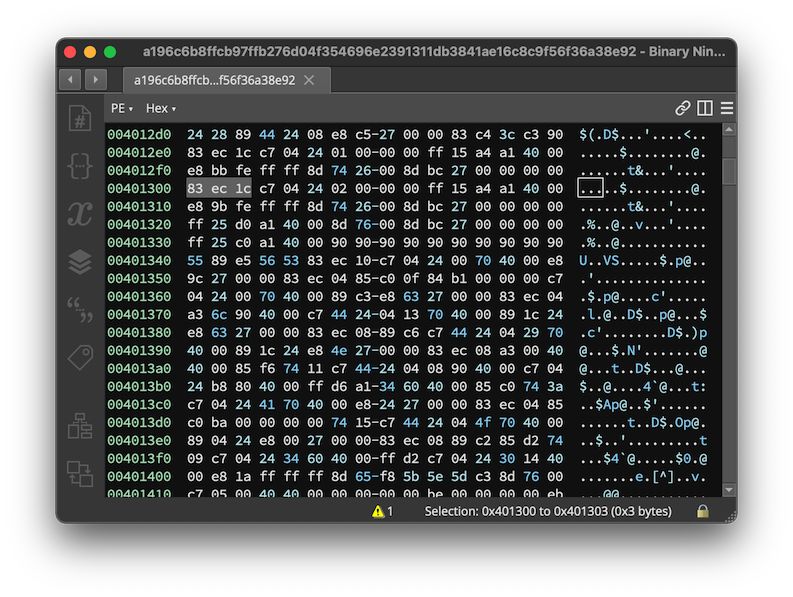 a196c6b8ffcb97ffb276d04f354696e2391311db3841ae16c8c9f56f36a38e92 - Binary Nin...
a196c6b8ffcb...f56f36a38e92
PE Hex
004012d0 24 28 89 44 24 08 e8 c5-27 00 00 83 c4 3c c3 90 $(.D$...'....<..
004012e0 83 ec 1c c7 04 24 01 00-00 00 ff 15 a4 a1 40 00 .....$........@.
004012f0 e8 bb fe ff ff 8d 74 26-00 8d bc 27 00 00 00 00 ......t&...'....
00401300 83 ec 1c c7 04 24 02 00-00 00 ff 15 a4 a1 40 00 .....$........@.
00401310 e8 9b fe ff ff 8d 74 26-00 8d bc 27 00 00 00 00 ......t&...'....
00401320 ff 25 d0 a1 40 00 8d 76-00 8d bc 27 00 00 00 00 .%..@..v...'....
00401330 ff 25 c0 a1 40 00 90 90-90 90 90 90 90 90 90 90 .%..@...........
00401340 55 89 e5 56 53 83 ec 10-c7 04 24 00 70 40 00 e8 U..VS.....$.p@..
00401350 9c 27 00 00 83 ec 04 85-c0 0f 84 b1 00 00 00 c7 .'..............
00401360 04 24 00 70 40 00 89 c3-e8 63 27 00 00 83 ec 04 .$.p@....c'.....
00401370 a3 6c 90 40 00 c7 44 24-04 13 70 40 00 89 1c 24 .l.@..D$..p@...$
00401380 e8 63 27 00 00 83 ec 08-89 c6 c7 44 24 04 29 70 .c'........D$.)p
00401390 40 00 89 1c 24 e8 4e 27-00 00 83 ec 08 a3 00 40 @...$.N'.......@
004013a0 40 00 85 f6 74 11 c7 44-24 04 08 90 40 00 c7 04 @...t..D$...@...
004013b0 24 b8 80 40 00 ff d6 a1-34 60 40 00 85 c0 74 3a $..@....4`@...t:
004013c0 c7 04 24 41 70 40 00 e8-24 27 00 00 83 ec 04 85 ..$Ap@..$'......
004013d0 c0 ba 00 00 00 00 74 15-c7 44 24 04 4f 70 40 00 ......t..D$.Op@.
004013e0 89 04 24 e8 00 27 00 00-83 ec 08 89 c2 85 d2 74 ..$..'.........t
004013f0 09 c7 04 24 34 60 40 00-ff d2 c7 04 24 30 14 40 ...$4`@.....$0.@
00401400 00 e8 1a ff ff ff 8d 65-f8 5b 5e 5d c3 8d 76 00 .......e.[^]..v.
00401410 c7 05 00 40 40 00 00 00-00 00 be 00 00 00 00 eb ...@@...........
1 Selection: 0x401300 to 0x401303 (0x3 bytes)